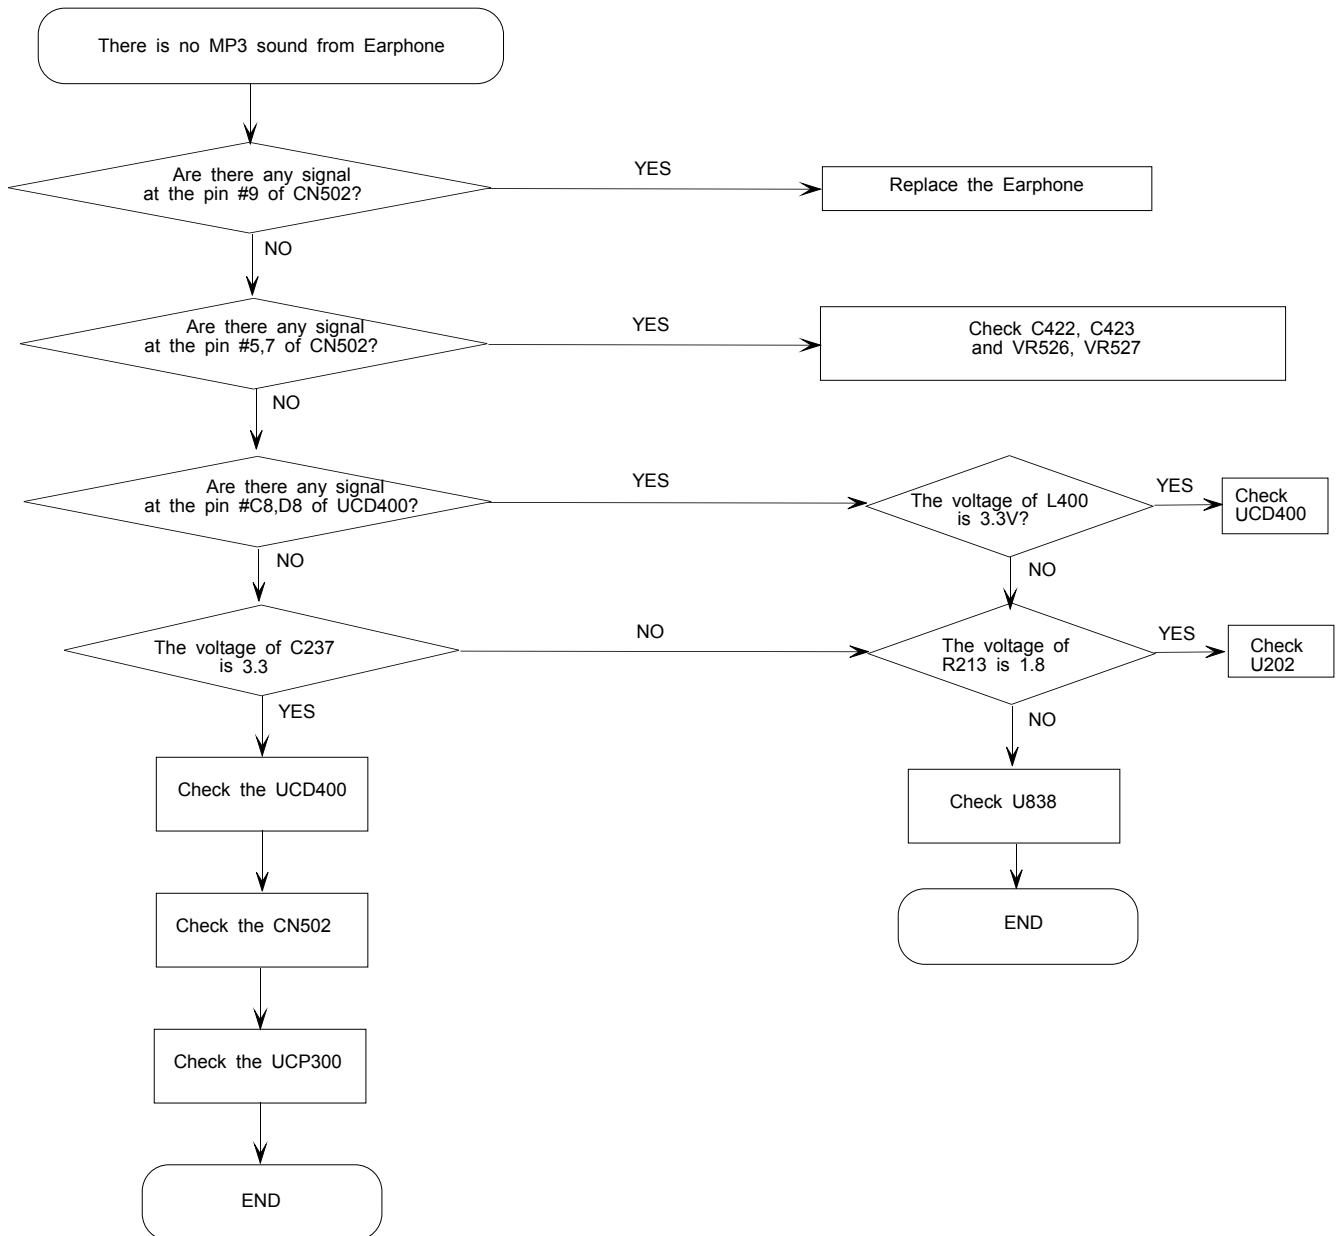 There is no MP3 sound from Earphone
Are there any signal
at the pin #9 of CN502?
YES
Replace the Earphone
NO
Are there any signal
at the pin #5,7 of CN502?
YES
Check C422, C423
and VR526, VR527
NO
Are there any signal
at the pin #C8,D8 of UCD400?
YES
The voltage of L400
is 3.3V?
YES
Check
UCD400
NO
NO
The voltage of C237
is 3.3
NO
The voltage of
R213 is 1.8
YES
Check
U202
YES
NO
Check the UCD400
Check U838
Check the CN502
END
Check the UCP300
END